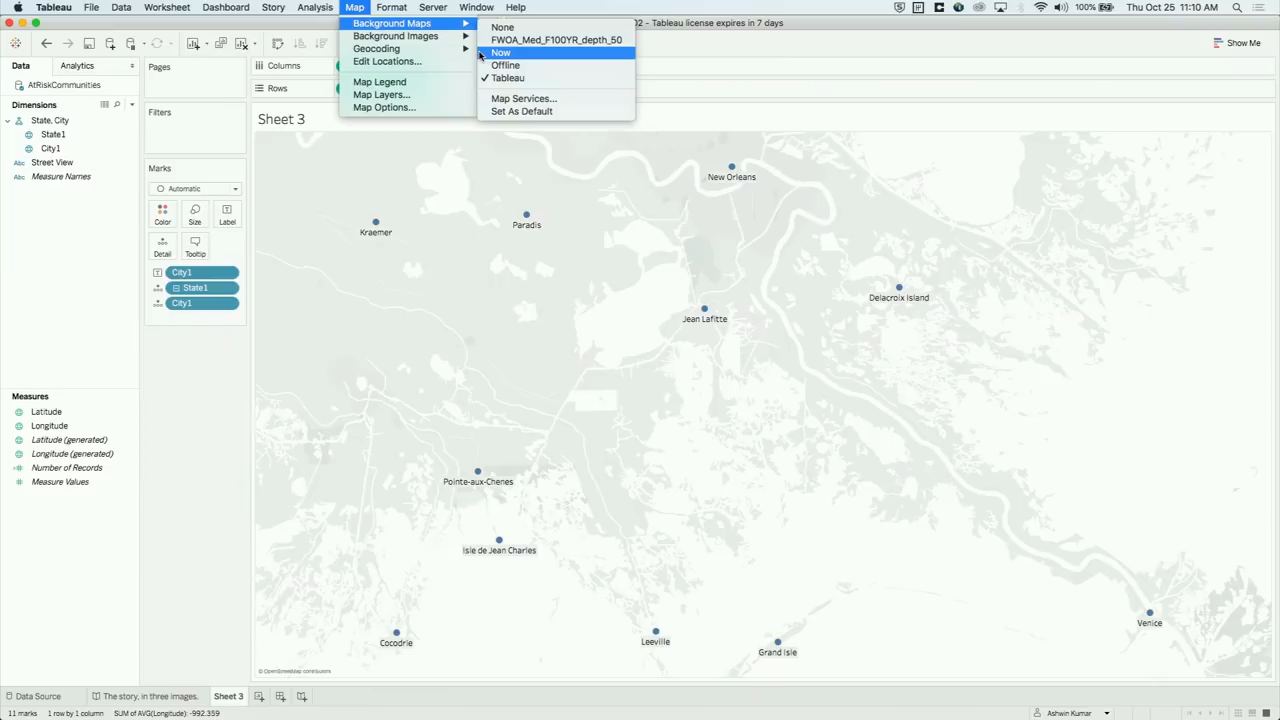 Tableau File Data Worksheet Dashboard Story Analysis Map Format Server Window Help
100% Thu Oct 25 11:10 AM
02 - Tableau license expires in 7 days
Background Maps
Background Images
Geocoding
Edit Locations...
Map Legend
Map Layers...
Map Options...
None
FWOA_Med_F100YR_depth_50
Now
Offline
✓ Tableau
Map Services...
Set As Default
Show Me
Data Analytics
AtRiskCommunities
Dimensions
State, City
State1
City1
Abc Street View
Abc Measure Names
Measures
Latitude
Longitude
Latitude (generated)
Longitude (generated)
Number of Records
Measure Values
Pages
Filters
Marks
Automatic
Color Size Label
Detail Tooltip
City1
State1
City1
Columns
Rows
Sheet 3
New Orleans
Paradis
Kraemer
Delacroix Island
Jean Lafitte
Pointe-aux-Chenes
Isle de Jean Charles
Venice
Leeville
Cocodrie
Grand Isle
© OpenStreetMap contributors
Data Source The story, in three images. Sheet 3
11 marks 1 row by 1 column SUM of AVG(Longitude): -992.359 Ashwin Kumar